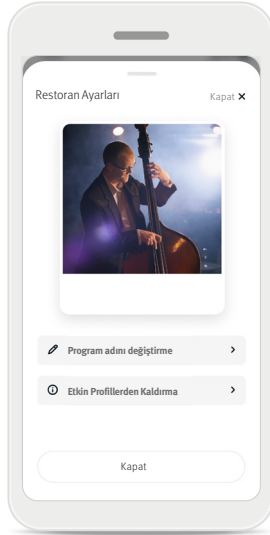 Restoran Ayarları
Kapat ×
Program adını değiştirme
Etkin Profillerden Kaldırma
Kapat